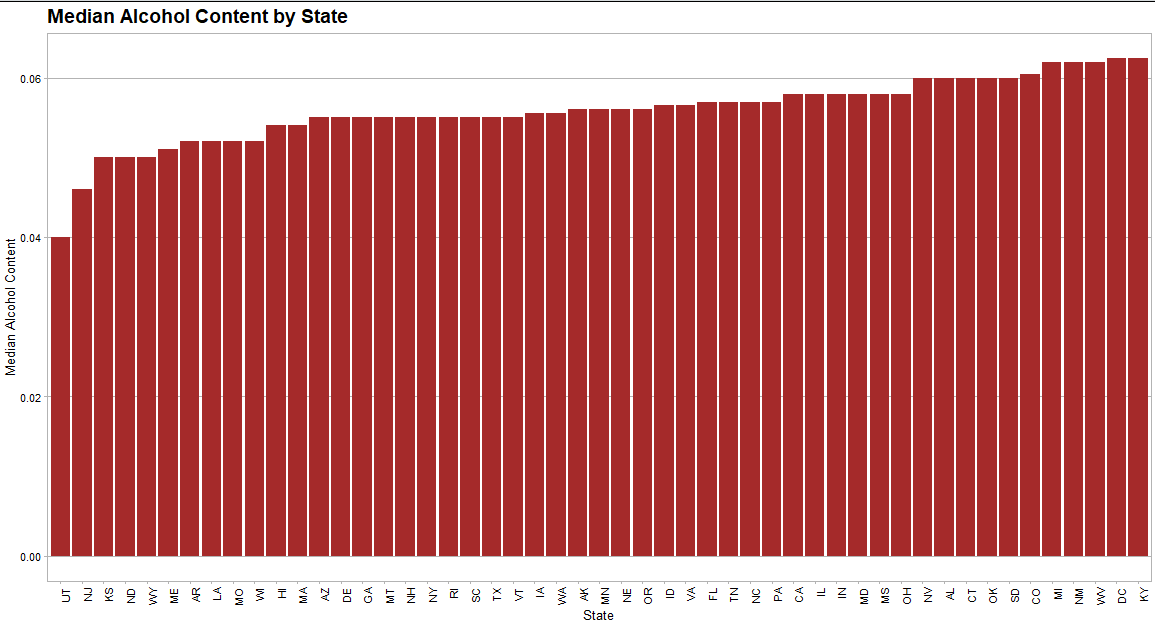 Median Alcohol Content by State
Median Alcohol Content
0.06
0.04
0.02
0.00
UT NJ KS ND WY ME AR LA MO WI HI MA AZ DE GA MT NH NY RI SC TX VT IA WA AK MN NE OR ID VA FL TN NC PA CA IL IN MD MS OH NV AL CT OK SD CO MI NM WV DC KY
State